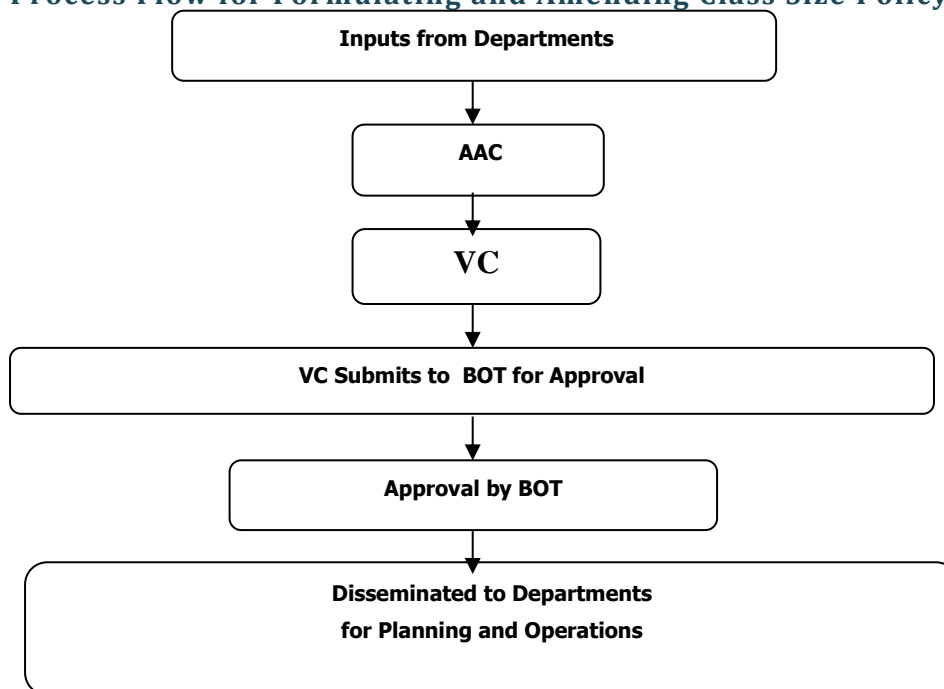 Process Flow for Formulating and Amending Class Size Policy
Inputs from Departments
AAC
VC
VC Submits to BOT for Approval
Approval by BOT
Disseminated to Departments
for Planning and Operations